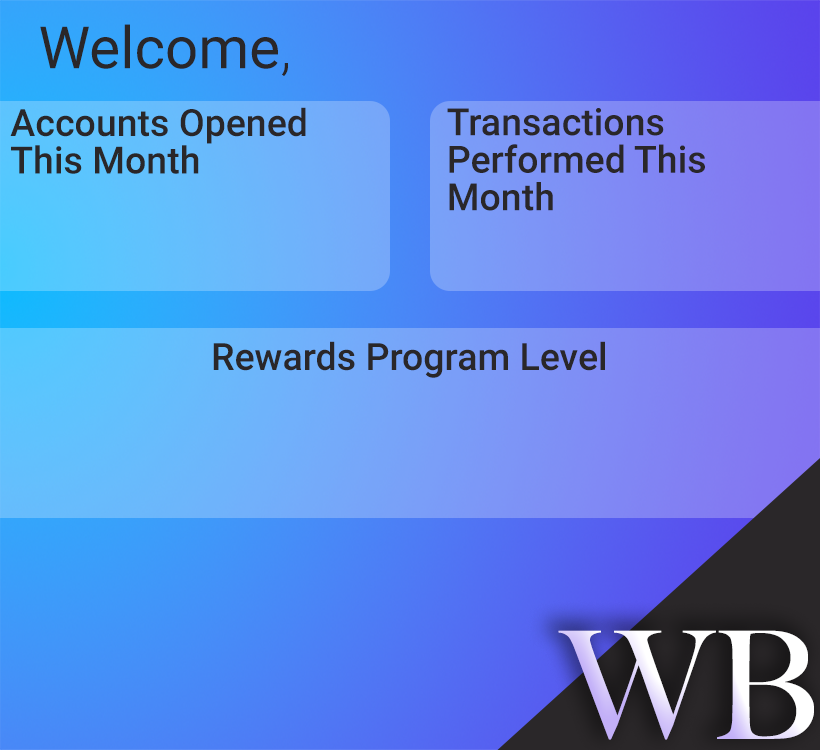 Welcome,
Accounts Opened
This Month
Transactions
Performed This
Month
Rewards Program Level
WB